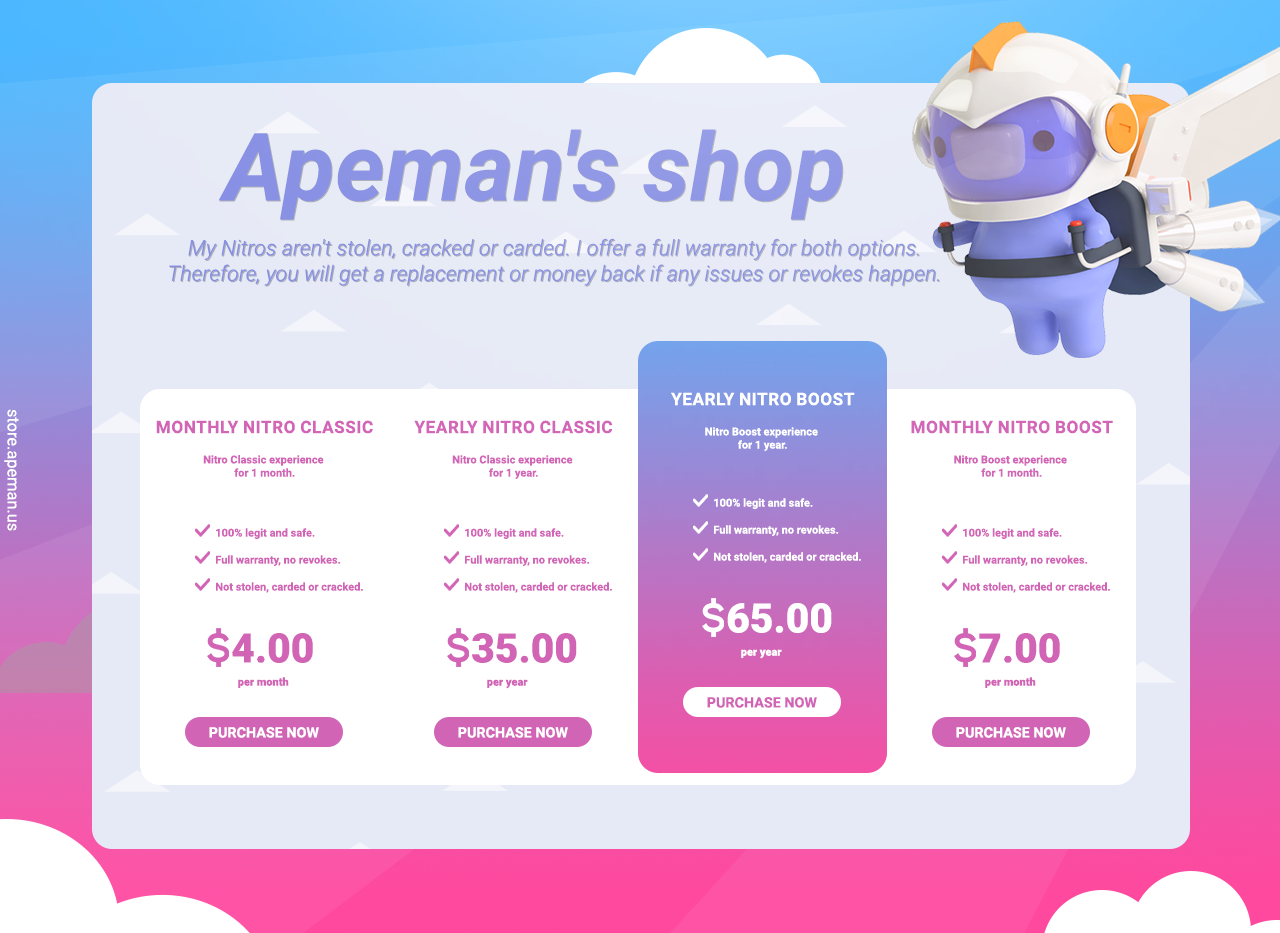 Apeman's shop
My Nitros aren't stolen, cracked or carded. I offer a full warranty for both options.
Therefore, you will get a replacement or money back if any issues or revokes happen.
store.apeman.us
MONTHLY NITRO CLASSIC
Nitro Classic experience
for 1 month.
100% legit and safe.
Full warranty, no revokes.
Not stolen, carded or cracked.
$4.00
per month
PURCHASE NOW
YEARLY NITRO CLASSIC
Nitro Classic experience
for 1 year.
100% legit and safe.
Full warranty, no revokes.
Not stolen, carded or cracked.
$35.00
per year
PURCHASE NOW
YEARLY NITRO BOOST
Nitro Boost experience
for 1 year.
100% legit and safe.
Full warranty, no revokes.
Not stolen, carded or cracked.
$65.00
per year
PURCHASE NOW
MONTHLY NITRO BOOST
Nitro Boost experience
for 1 month.
100% legit and safe.
Full warranty, no revokes.
Not stolen, carded or cracked.
$7.00
per month
PURCHASE NOW